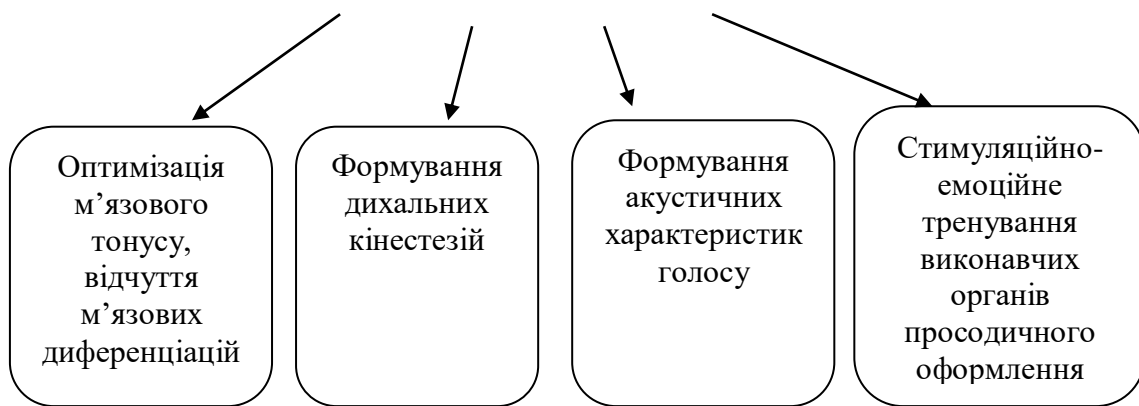 Оптимізація
м’язового
тонусу,
відчуття
м’язових
диференціацій
Формування
дихальних
кінестезій
Формування
акустичних
характеристик
голосу
Стимуляційно-
емоційне
тренування
виконавчих
органів
просодичного
оформлення